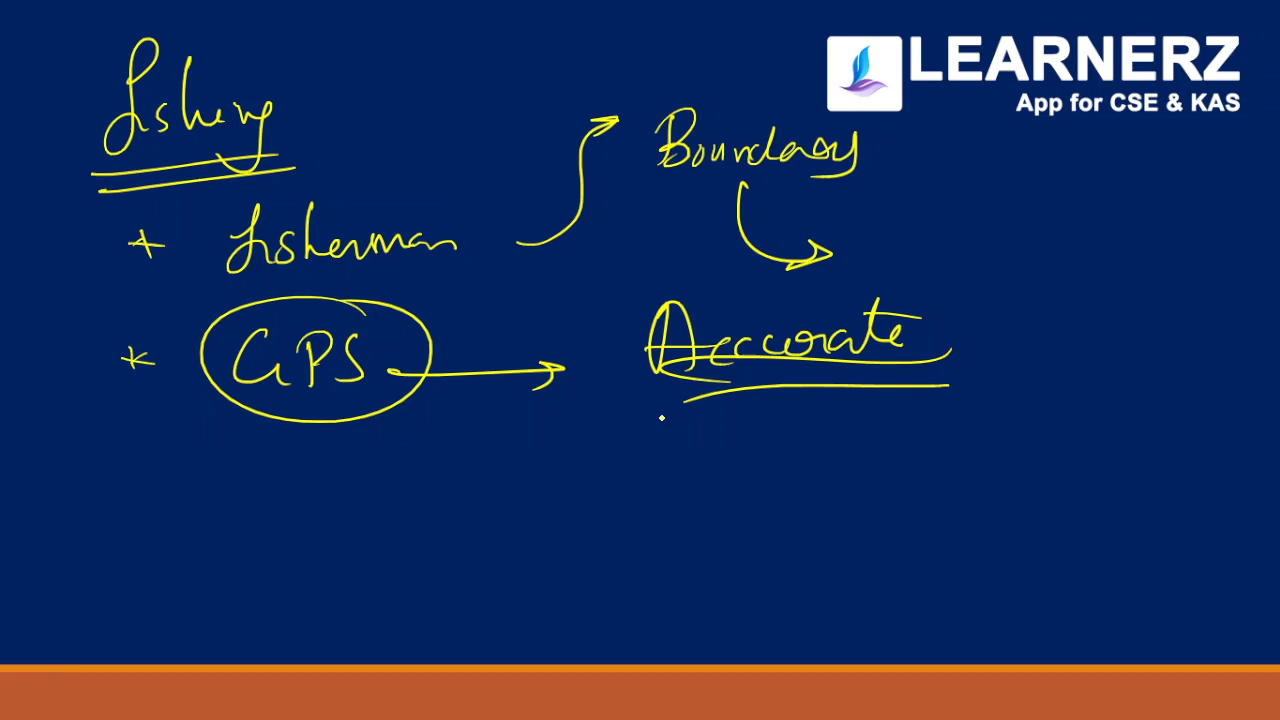 LEARNERZ
App for CSE & KAS
fishing
Boundary
* fisherman
* GPS → Accurate